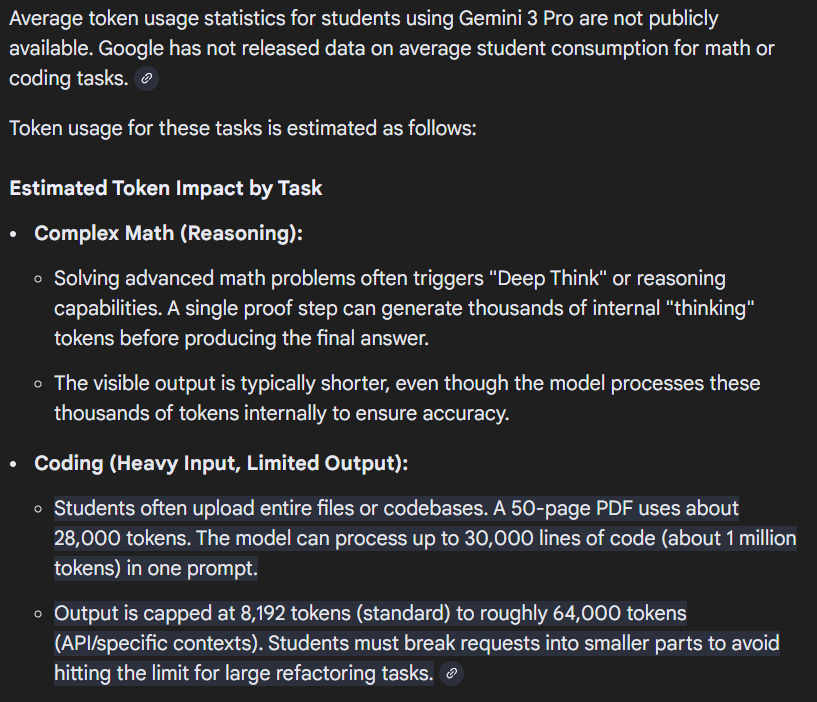 Average token usage statistics for students using Gemini 3 Pro are not publicly
available. Google has not released data on average student consumption for math or
coding tasks.
Token usage for these tasks is estimated as follows:
Estimated Token Impact by Task
• Complex Math (Reasoning):
◦ Solving advanced math problems often triggers "Deep Think" or reasoning
capabilities. A single proof step can generate thousands of internal "thinking"
tokens before producing the final answer.
◦ The visible output is typically shorter, even though the model processes these
thousands of tokens internally to ensure accuracy.
• Coding (Heavy Input, Limited Output):
◦ Students often upload entire files or codebases. A 50-page PDF uses about
28,000 tokens. The model can process up to 30,000 lines of code (about 1 million
tokens) in one prompt.
◦ Output is capped at 8,192 tokens (standard) to roughly 64,000 tokens
(API/specific contexts). Students must break requests into smaller parts to avoid
hitting the limit for large refactoring tasks.